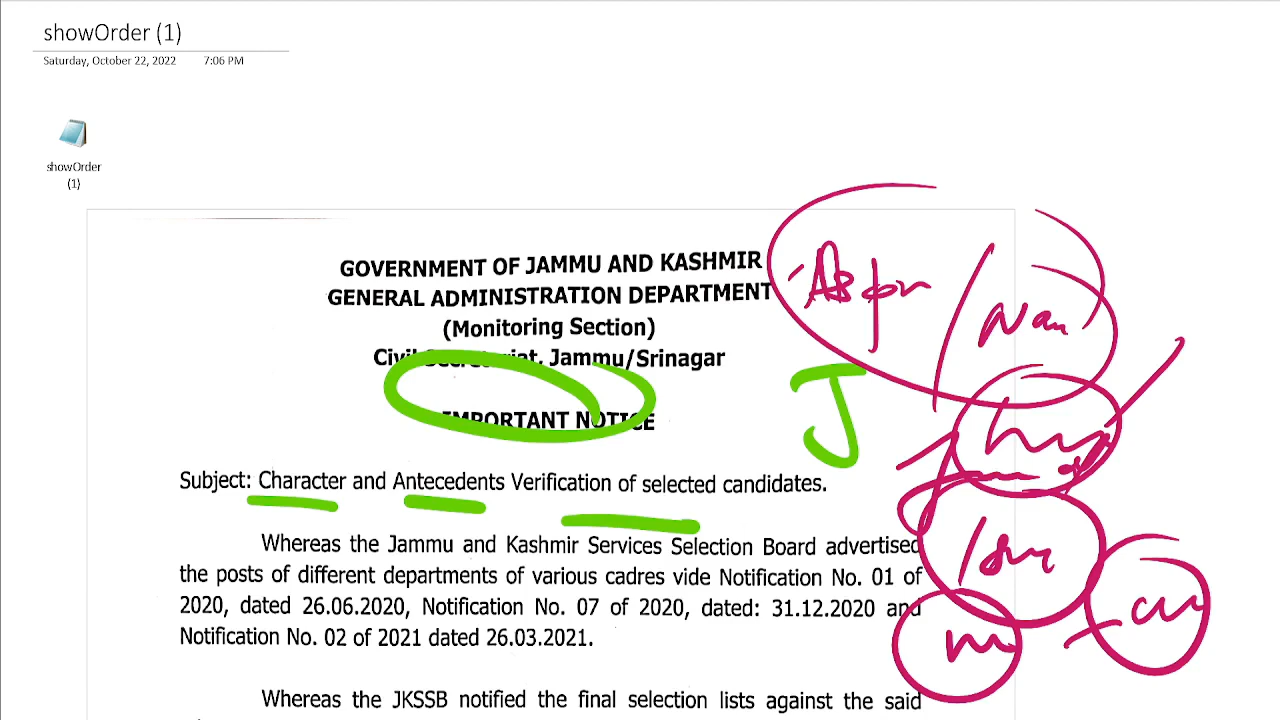 showOrder (1)
Saturday, October 22, 2022 7:06 PM
showOrder
(1)
GOVERNMENT OF JAMMU AND KASHMIR
GENERAL ADMINISTRATION DEPARTMENT
(Monitoring Section)
Civil Secretariat, Jammu/Srinagar
IMPORTANT NOTICE
Subject: Character and Antecedents Verification of selected candidates.
Whereas the Jammu and Kashmir Services Selection Board advertised
the posts of different departments of various cadres vide Notification No. 01 of
2020, dated 26.06.2020, Notification No. 07 of 2020, dated: 31.12.2020 and
Notification No. 02 of 2021 dated 26.03.2021.
Whereas the JKSSB notified the final selection lists against the said